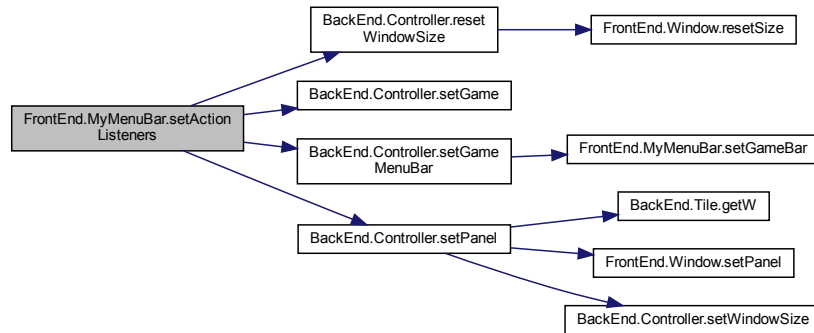 FrontEnd.MyMenuBar.setAction
Listeners
BackEnd.Controller.reset
WindowSize
FrontEnd.Window.resetSize
BackEnd.Controller.setGame
BackEnd.Controller.setGame
MenuBar
FrontEnd.MyMenuBar.setGameBar
BackEnd.Controller.setPanel
BackEnd.Tile.getW
FrontEnd.Window.setPanel
BackEnd.Controller.setWindowSize